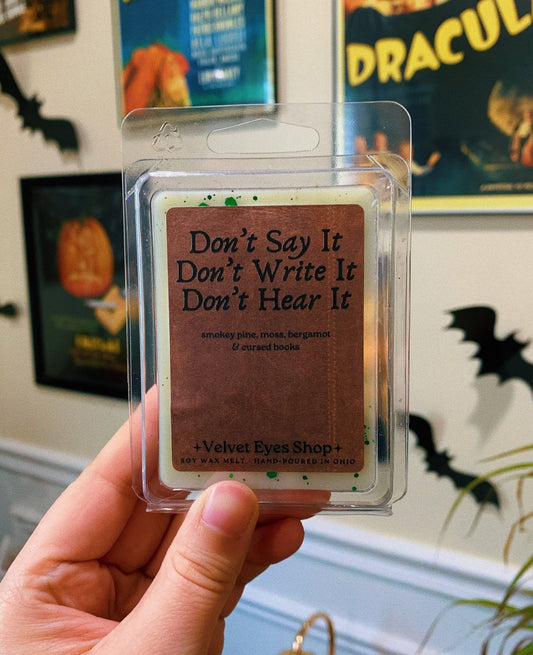 DRACULA
Don't Say It
Don't Write It
Don't Hear It
smokey pine, moss, bergamot
& cursed books
Velvet Eyes Shop
SOY WAX MELT · HAND-POURED IN OHIO